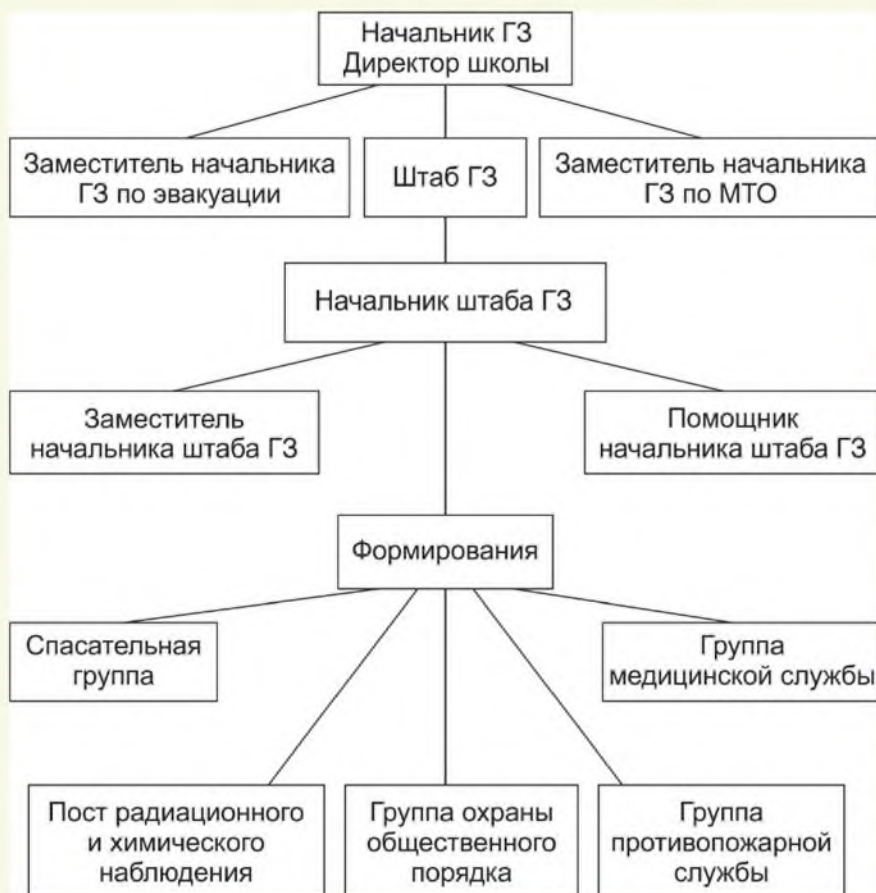 Начальник ГЗ
Директор школы
Заместитель начальника
ГЗ по эвакуации
Штаб ГЗ
Заместитель начальника
ГЗ по МТО
Начальник штаба ГЗ
Заместитель
начальника штаба ГЗ
Помощник
начальника штаба ГЗ
Формирования
Спасательная
группа
Группа
медицинской службы
Пост радиационного
и химического
наблюдения
Группа охраны
общественного
порядка
Группа
противопожарной
службы